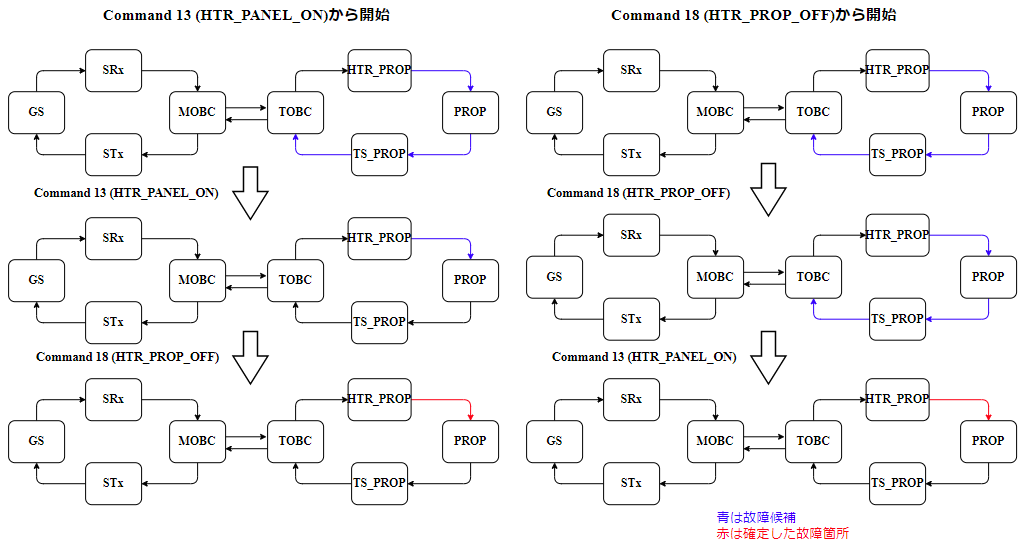 Command 13 (HTR_PANEL_ON)から開始
SRx
HTR_PROP
GS
MOBC
TOBC
PROP
STx
TS_PROP
Command 13 (HTR_PANEL_ON)
SRx
HTR_PROP
GS
MOBC
TOBC
PROP
STx
TS_PROP
Command 18 (HTR_PROP_OFF)
SRx
HTR_PROP
GS
MOBC
TOBC
PROP
STx
TS_PROP
Command 18 (HTR_PROP_OFF)から開始
SRx
HTR_PROP
GS
MOBC
TOBC
PROP
STx
TS_PROP
Command 18 (HTR_PROP_OFF)
SRx
HTR_PROP
GS
MOBC
TOBC
PROP
STx
TS_PROP
Command 13 (HTR_PANEL_ON)
SRx
HTR_PROP
GS
MOBC
TOBC
PROP
STx
TS_PROP
青は故障候補
赤は確定した故障箇所